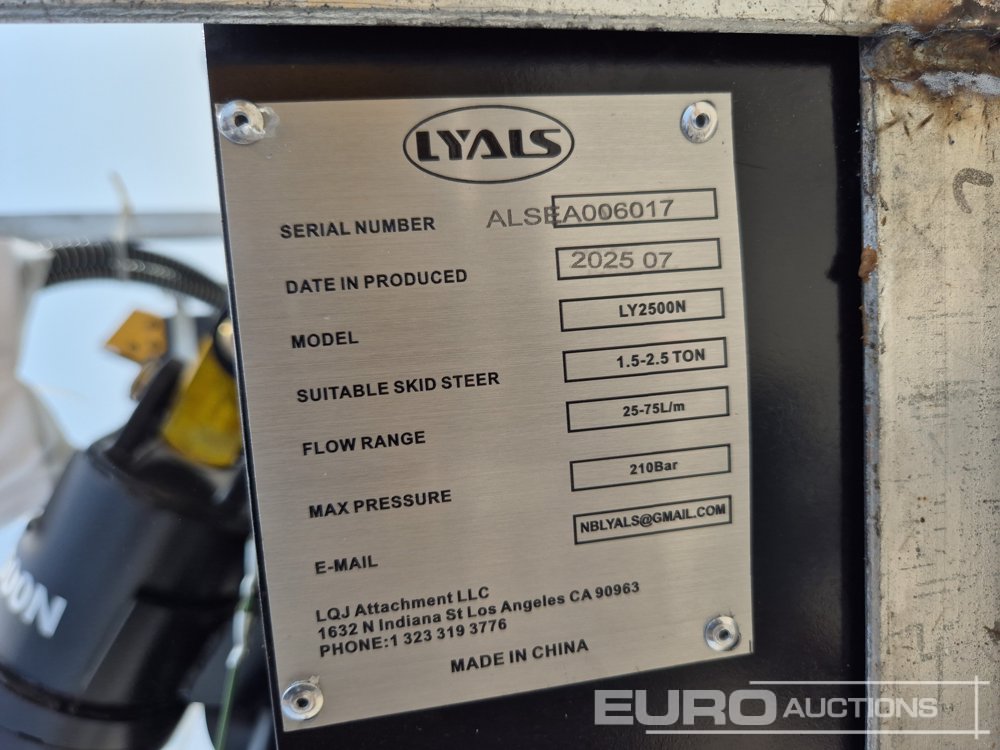 LYALS
SERIAL NUMBER ALSEA006017
DATE IN PRODUCED 2025 07
MODEL LY2500N
SUITABLE SKID STEER 1.5-2.5 TON
FLOW RANGE 25-75L/m
MAX PRESSURE 210Bar
E-MAIL NBLYALS@GMAIL.COM
LQJ Attachment LLC
1632 N Indiana St Los Angeles CA 90963
PHONE:1 323 319 3776
MADE IN CHINA
00N
EURO AUCTIONS